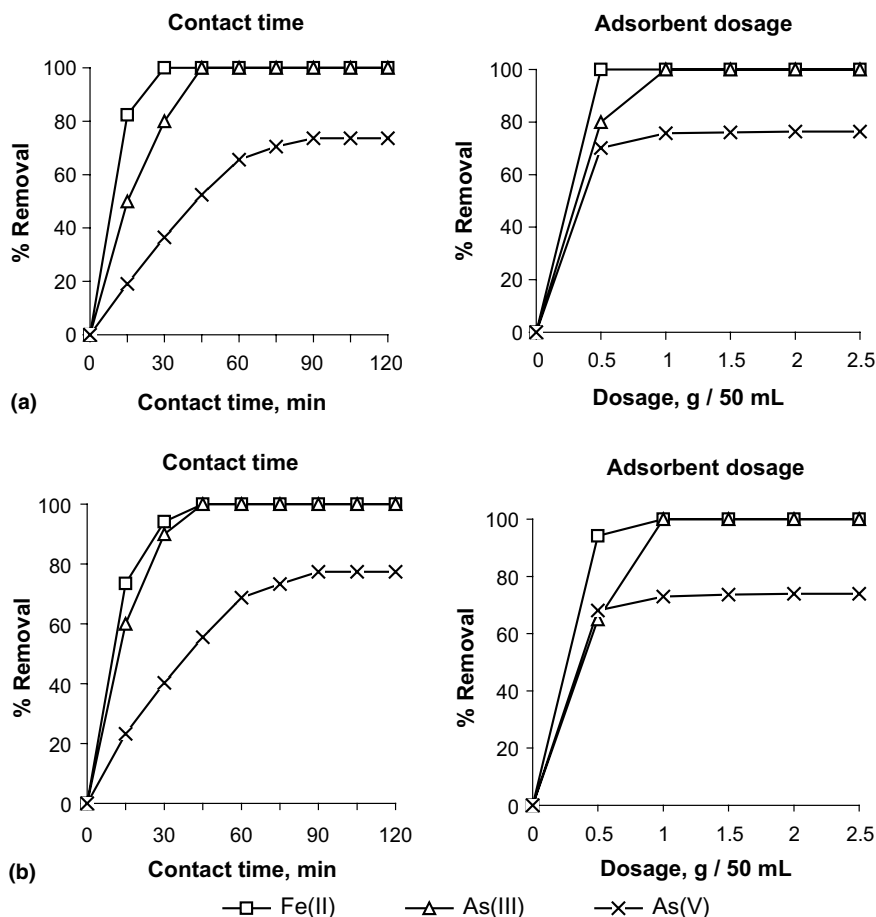 Contact time
Adsorbent dosage
100
80
60
40
20
0
% Removal
0 30 60 90 120
Contact time, min
100
80
60
40
20
0
% Removal
0 0.5 1 1.5 2 2.5
Dosage, g / 50 mL
(a)
Contact time
Adsorbent dosage
100
80
60
40
20
0
% Removal
0 30 60 90 120
Contact time, min
100
80
60
40
20
0
% Removal
0 0.5 1 1.5 2 2.5
Dosage, g / 50 mL
(b)
Fe(II) As(III) As(V)